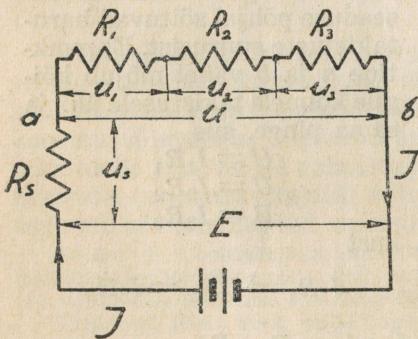 R₁ R₂ R₃
u₁ u₂ u₃
a u b
Rₛ uₛ J
E
J